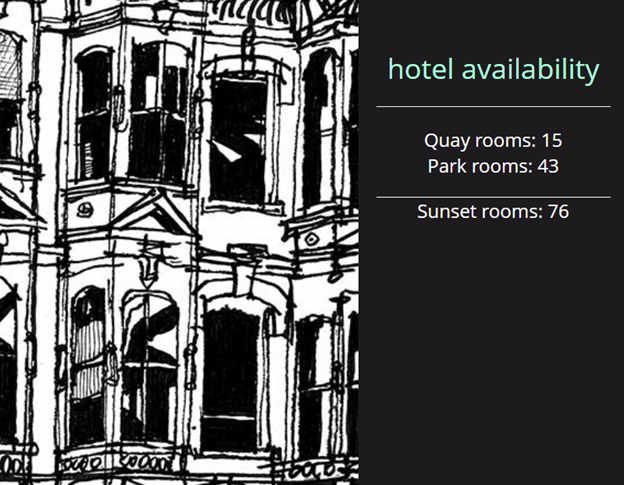 hotel availability
Quay rooms: 15
Park rooms: 43
Sunset rooms: 76